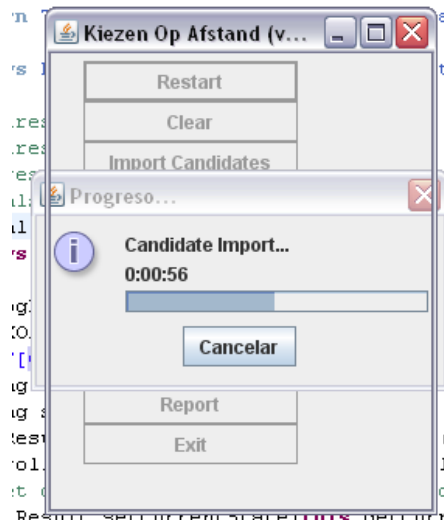 Kiezen Op Afstand (v...
Restart
Clear
Import Candidates
Progreso...
Candidate Import...
0:00:56
Cancelar
Report
Exit